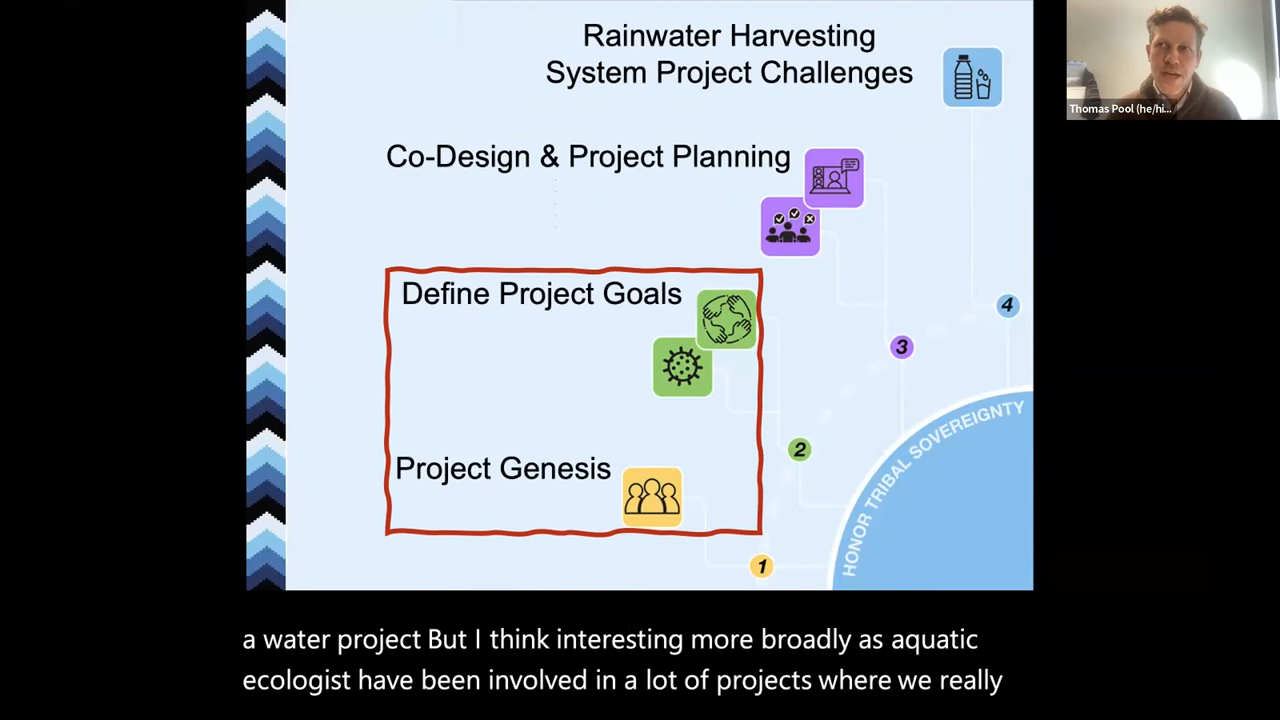 Rainwater Harvesting
System Project Challenges
Thomas Pool (he/hi...
Co-Design & Project Planning
Define Project Goals
4
3
Project Genesis
2
HONOR TRIBAL SOVEREIGNTY
1
a water project But I think interesting more broadly as aquatic
ecologist have been involved in a lot of projects where we really